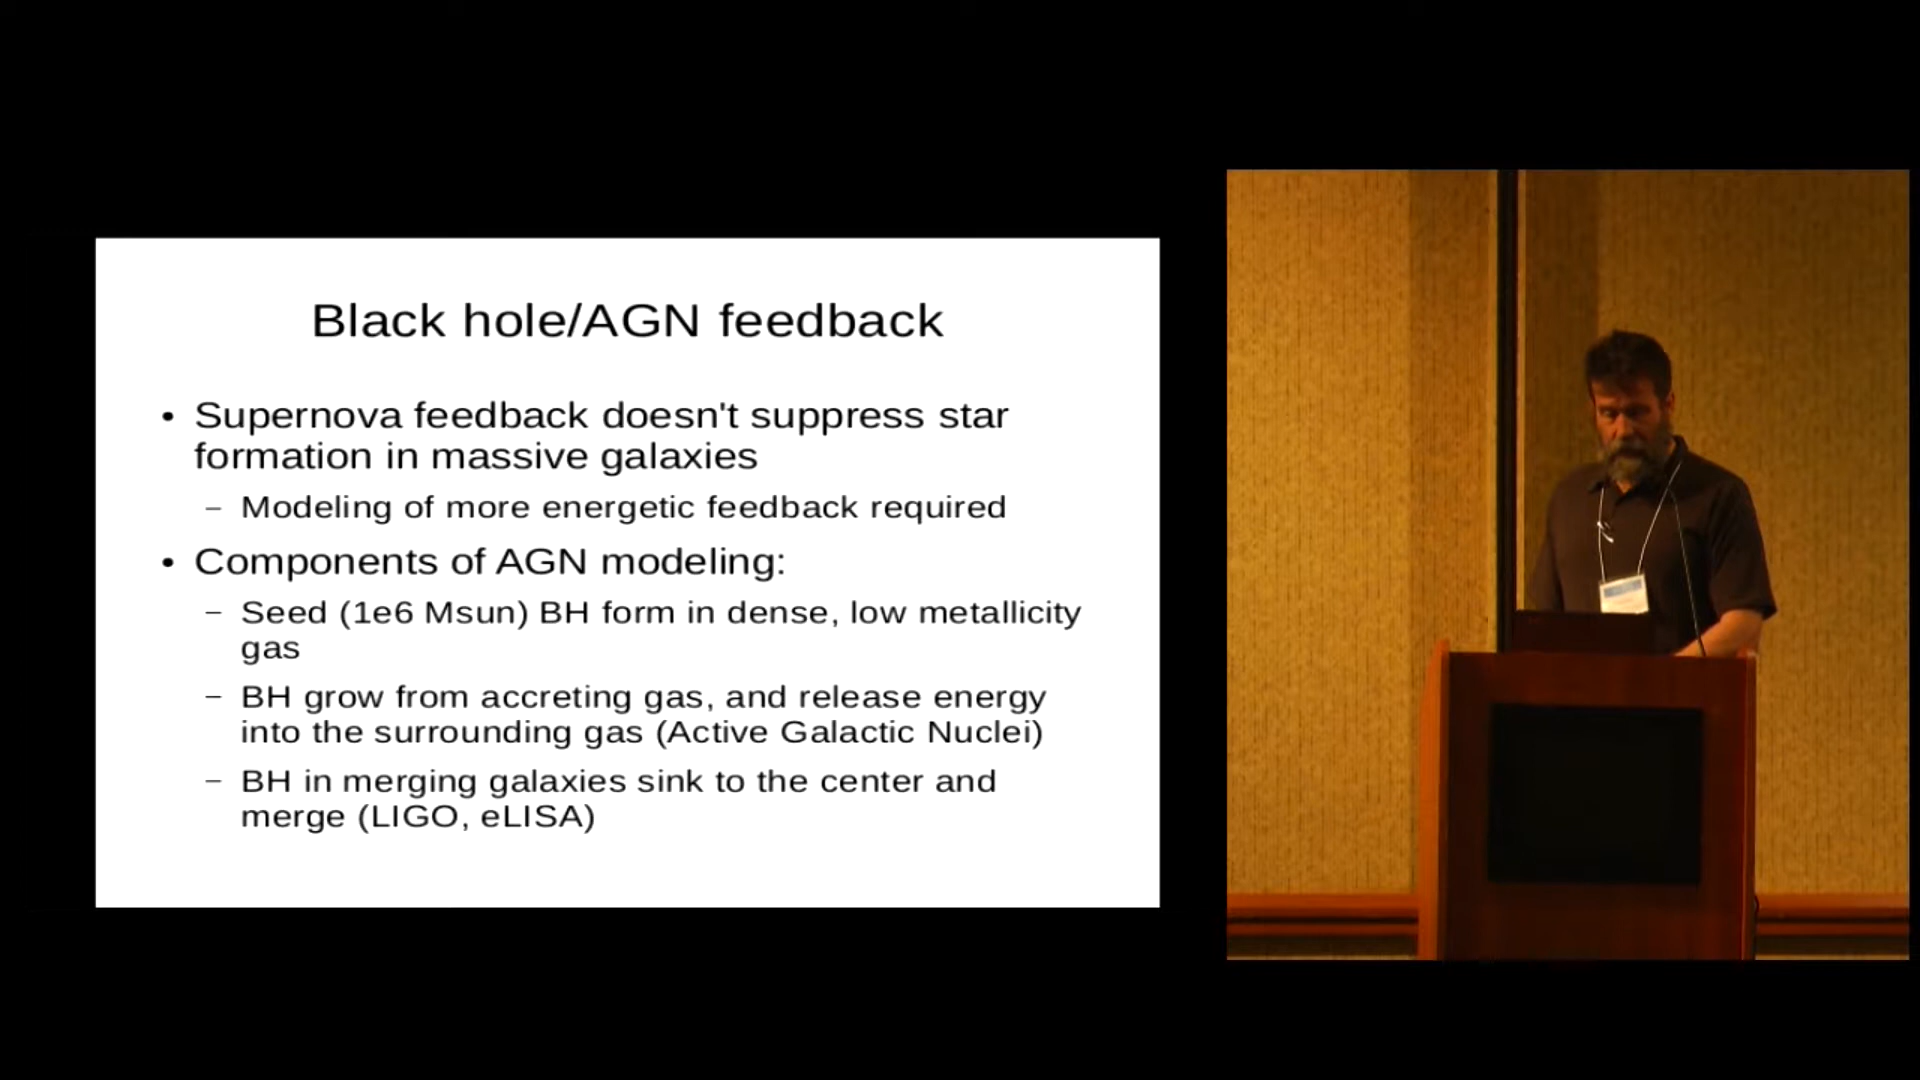 Black hole/AGN feedback
• Supernova feedback doesn't suppress star
formation in massive galaxies
– Modeling of more energetic feedback required
• Components of AGN modeling:
– Seed (1e6 Msun) BH form in dense, low metallicity
gas
– BH grow from accreting gas, and release energy
into the surrounding gas (Active Galactic Nuclei)
– BH in merging galaxies sink to the center and
merge (LIGO, eLISA)